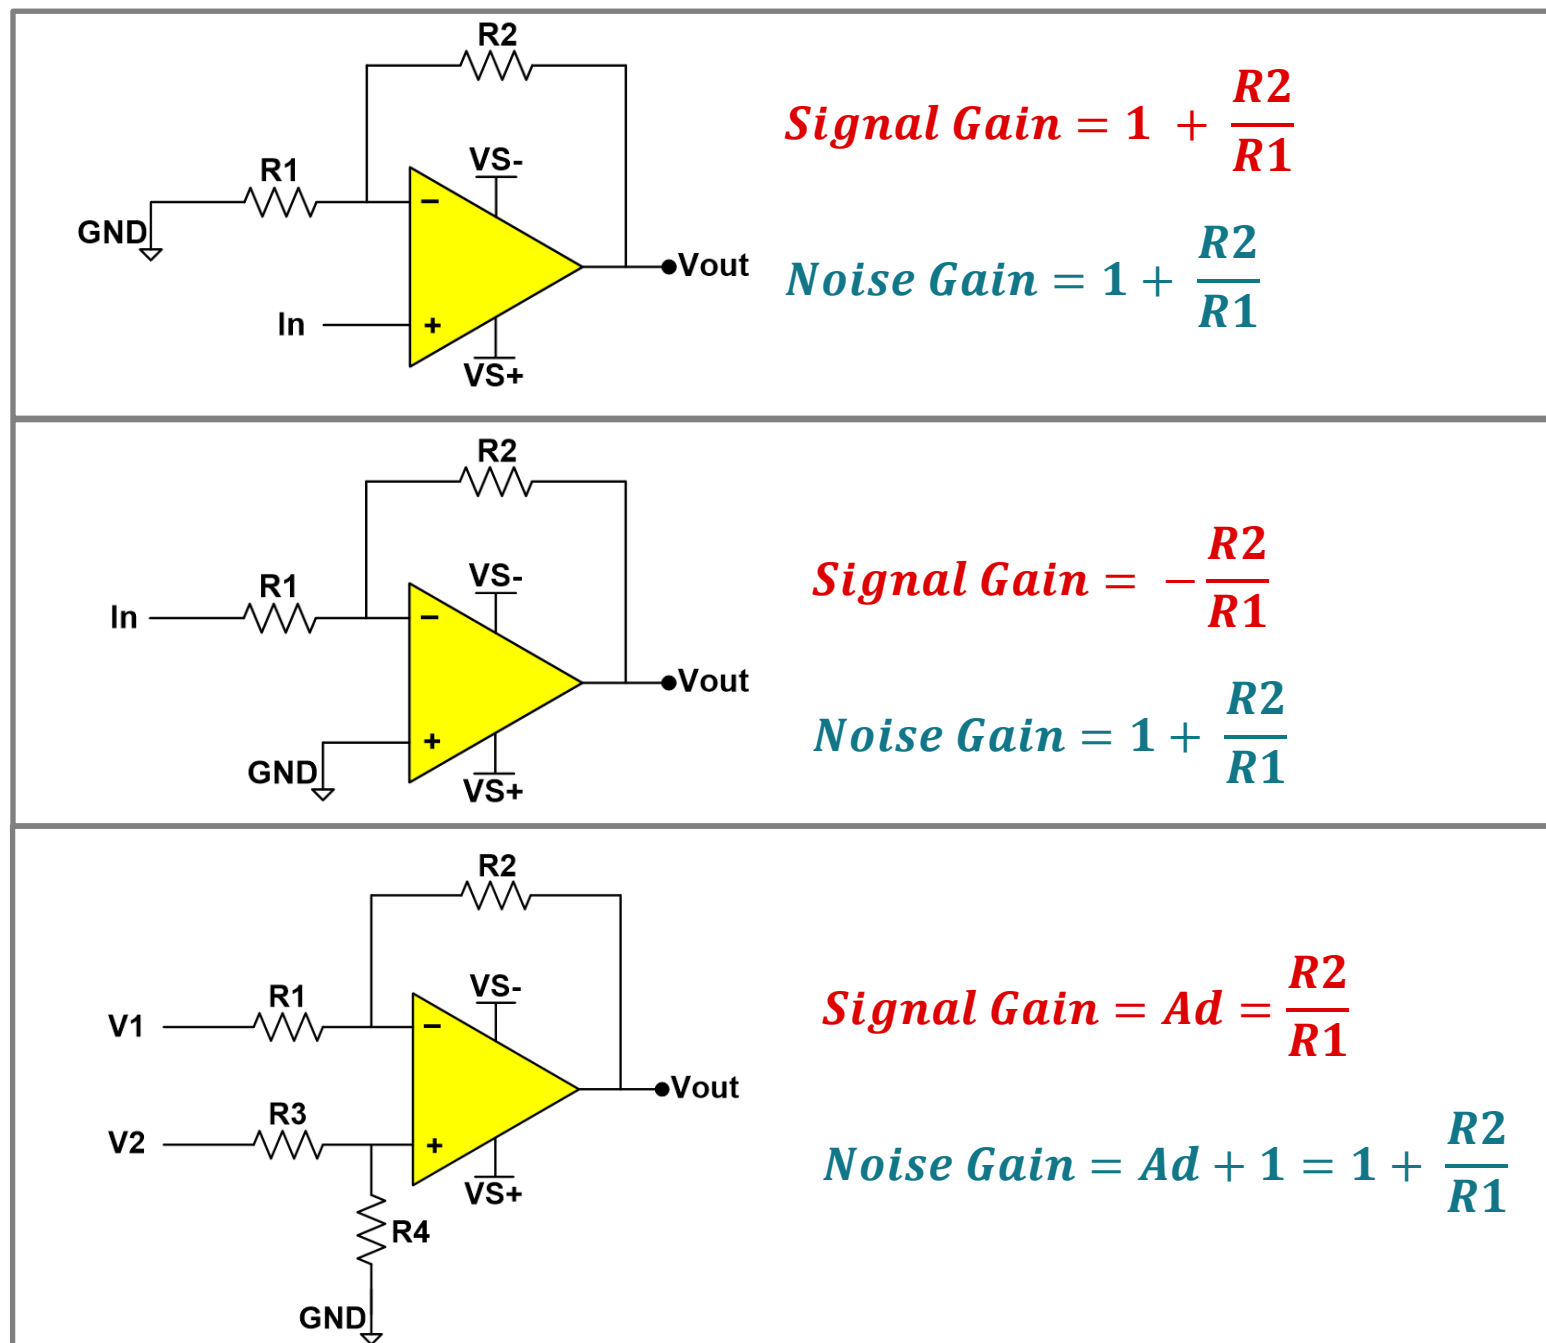 R2
R1
VS-
−
GND
Vout
In
+
VS+
Signal Gain = 1 + R2/R1
Noise Gain = 1 + R2/R1
R2
R1
VS-
In
−
Vout
+
GND
VS+
Signal Gain = − R2/R1
Noise Gain = 1 + R2/R1
R2
R1
VS-
V1
−
Vout
R3
V2
+
VS+
R4
GND
Signal Gain = Ad = R2/R1
Noise Gain = Ad + 1 = 1 + R2/R1